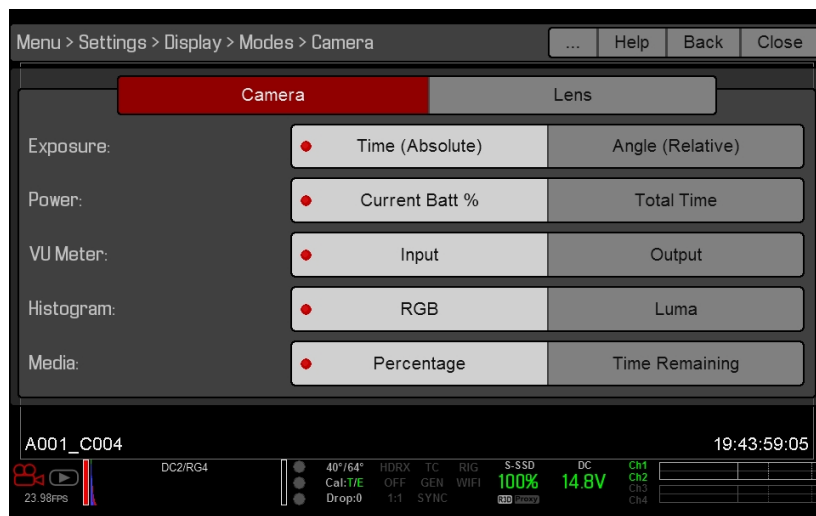 Menu > Settings > Display > Modes > Camera ... Help Back Close
Camera Lens
Exposure: Time (Absolute) Angle (Relative)
Power: Current Batt % Total Time
VU Meter: Input Output
Histogram: RGB Luma
Media: Percentage Time Remaining
A001_C004 19:43:59:05
DC2/RG4 40°/64° HDRX TC RIG S-SSD DC Ch1
Cal:T/E OFF GEN WIFI 100% 14.8V Ch2
23.98FPS Drop:0 1:1 SYNC R3D Proxy Ch3
Ch4